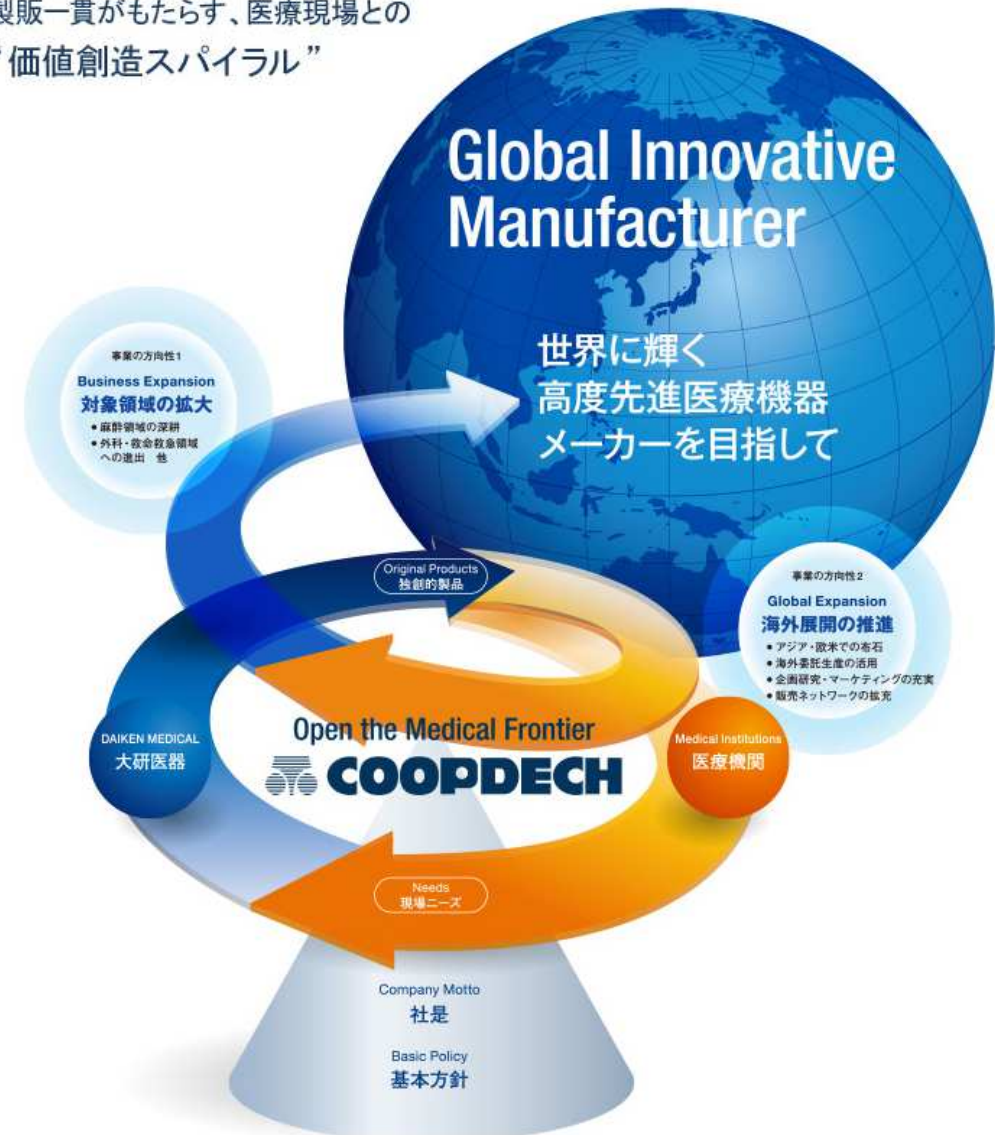 製販一貫がもたらす、医療現場との
“価値創造スパイラル”
Global Innovative
Manufacturer
世界に輝く
高度先進医療機器
メーカーを目指して
事業の方向性1
Business Expansion
対象領域の拡大
●麻酔領域の深耕
●外科・救命救急領域
への進出 他
Original Products
独創的製品
事業の方向性2
Global Expansion
海外展開の推進
●アジア・欧米での布石
●海外委託生産の活用
●企画研究・マーケティングの充実
●販売ネットワークの拡充
DAIKEN MEDICAL
大研医器
Open the Medical Frontier
COOPDECH
Medical Institutions
医療機関
Needs
現場ニーズ
Company Motto
社是
Basic Policy
基本方針